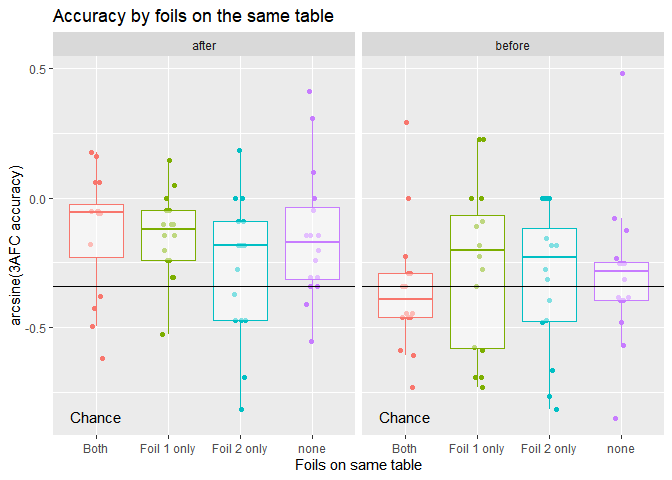 Accuracy by foils on the same table
after
before
arcsine(3AFC accuracy)
0.5
0.0
-0.5
Chance
Chance
Both
Foil 1 only
Foil 2 only
none
Both
Foil 1 only
Foil 2 only
none
Foils on same table